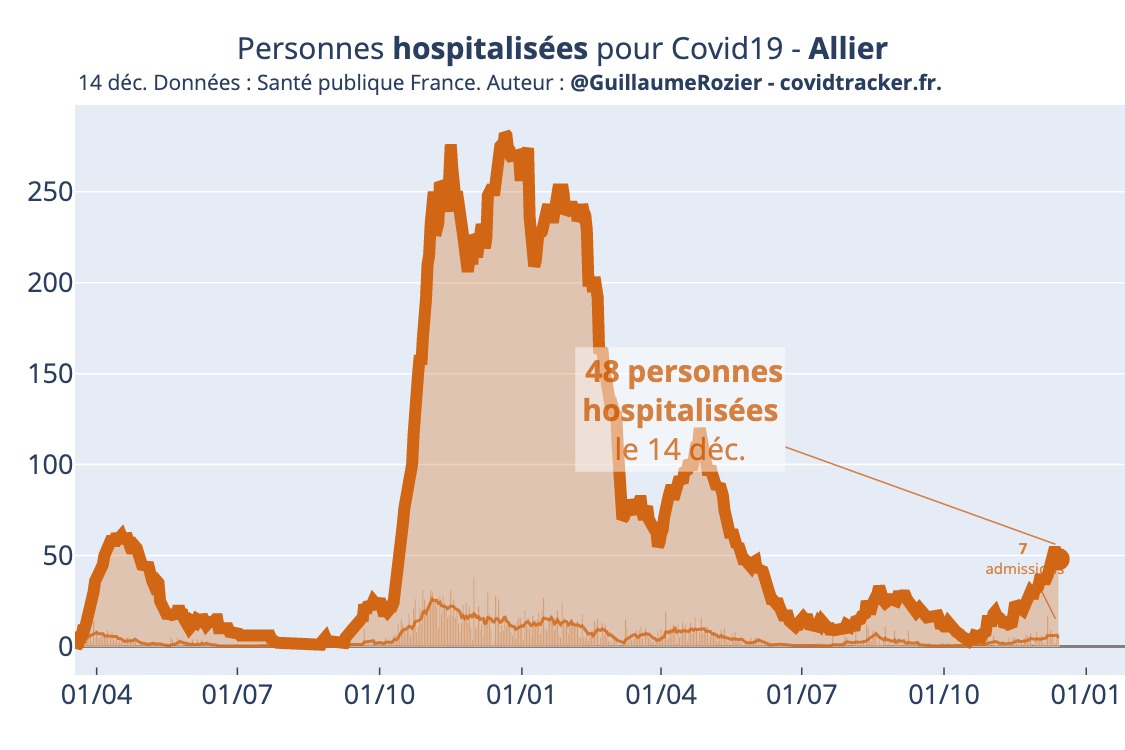 Personnes hospitalisées pour Covid19 - Allier
14 déc. Données : Santé publique France. Auteur : @GuillaumeRozier - covidtracker.fr.
250
200
150
100
50
0
48 personnes
hospitalisées
le 14 déc.
7
admissions
01/04 01/07 01/10 01/01 01/04 01/07 01/10 01/01